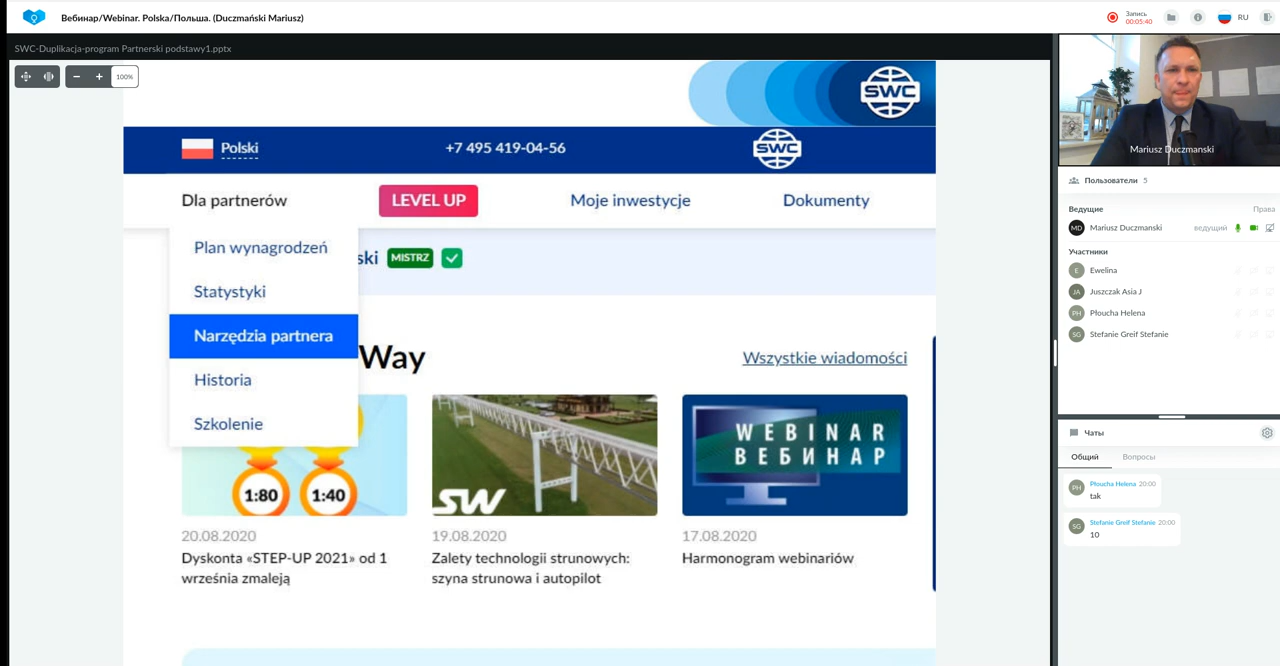 Вебинар/Webinar. Polska/Польша. (Duczmański Mariusz)
Запись
00:05:40
RU
SWC-Duplikacja-program Partnerski podstawy1.pptx
100%
SWC
Polski
+7 495 419-04-56
SWC
Dla partnerów
LEVEL UP
Moje inwestycje
Dokumenty
Plan wynagrodzeń
ski
MISTRZ
Statystyki
Narzędzia partnera
Way
Wszystkie wiadomości
Historia
Szkolenie
1:80
1:40
SW
WEBINAR
ВЕБИНАР
20.08.2020
Dyskonta «STEP-UP 2021» od 1
września zmaleją
19.08.2020
Zalety technologii strunowych:
szyna strunowa i autopilot
17.08.2020
Harmonogram webinariów
Mariusz Duczmanski
Пользователи 5
Ведущие
Права
MD
Mariusz Duczmanski
ведущий
Участники
E
Ewelina
JA
Juszczak Asia J
PH
Płoucha Helena
SG
Stefanie Greif Stefanie
Чаты
Общий
Вопросы
PH
Płoucha Helena 20:00
tak
SG
Stefanie Greif Stefanie 20:00
10